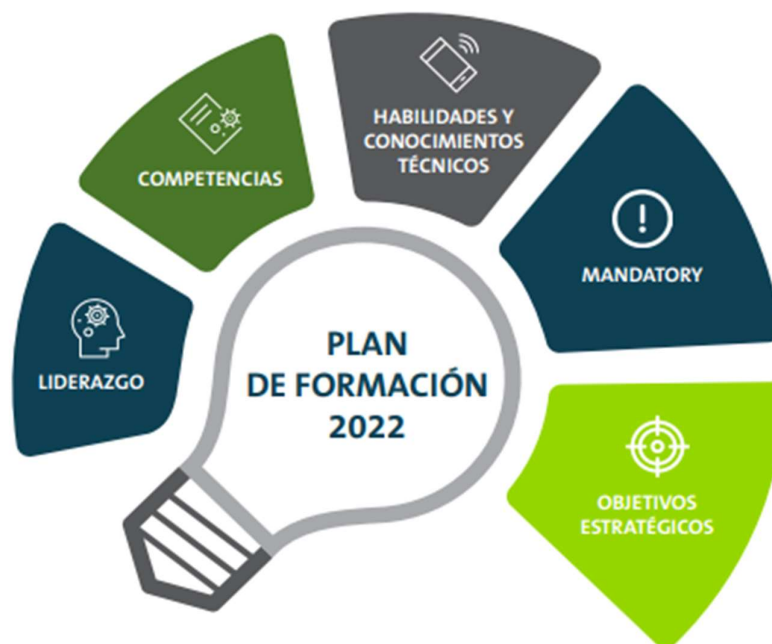 HABILIDADES Y
CONOCIMIENTOS
TÉCNICOS
COMPETENCIAS
MANDATORY
LIDERAZGO
PLAN
DE FORMACIÓN
2022
OBJETIVOS
ESTRATÉGICOS